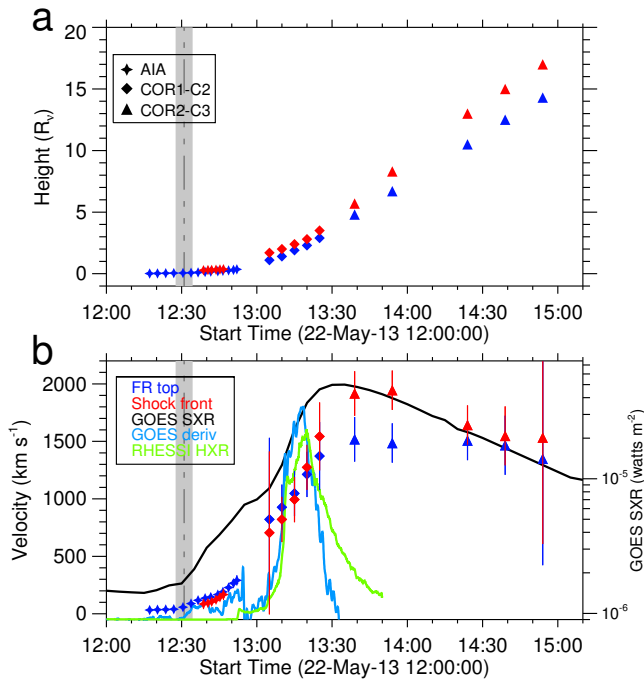 a
20
15
10
5
0
Height (Rᵥ)
AIA
COR1-C2
COR2-C3
12:00 12:30 13:00 13:30 14:00 14:30 15:00
Start Time (22-May-13 12:00:00)
b
2000
1500
1000
500
0
Velocity (km s⁻¹)
FR top
Shock front
GOES SXR
GOES deriv
RHESSI HXR
10⁻⁵
10⁻⁶
GOES SXR (watts m⁻²)
12:00 12:30 13:00 13:30 14:00 14:30 15:00
Start Time (22-May-13 12:00:00)